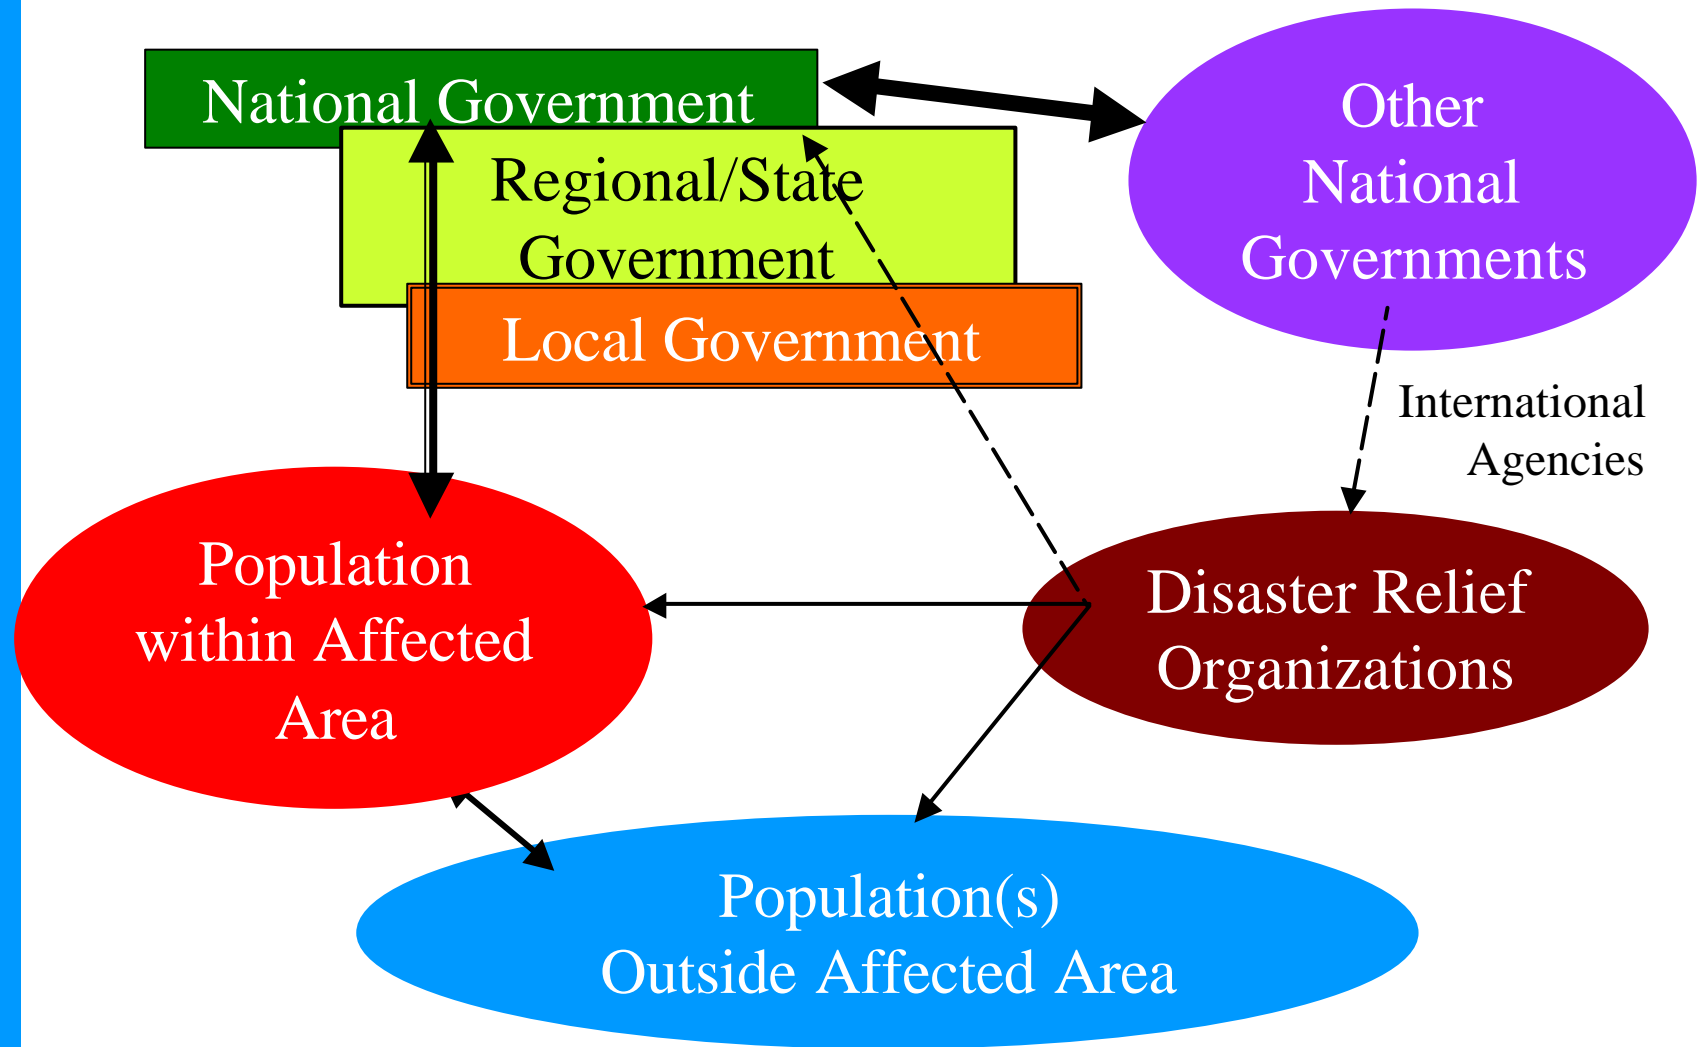 National Government
Regional/State
Government
Local Government
Other
National
Governments
International
Agencies
Population
within Affected
Area
Disaster Relief
Organizations
Population(s)
Outside Affected Area